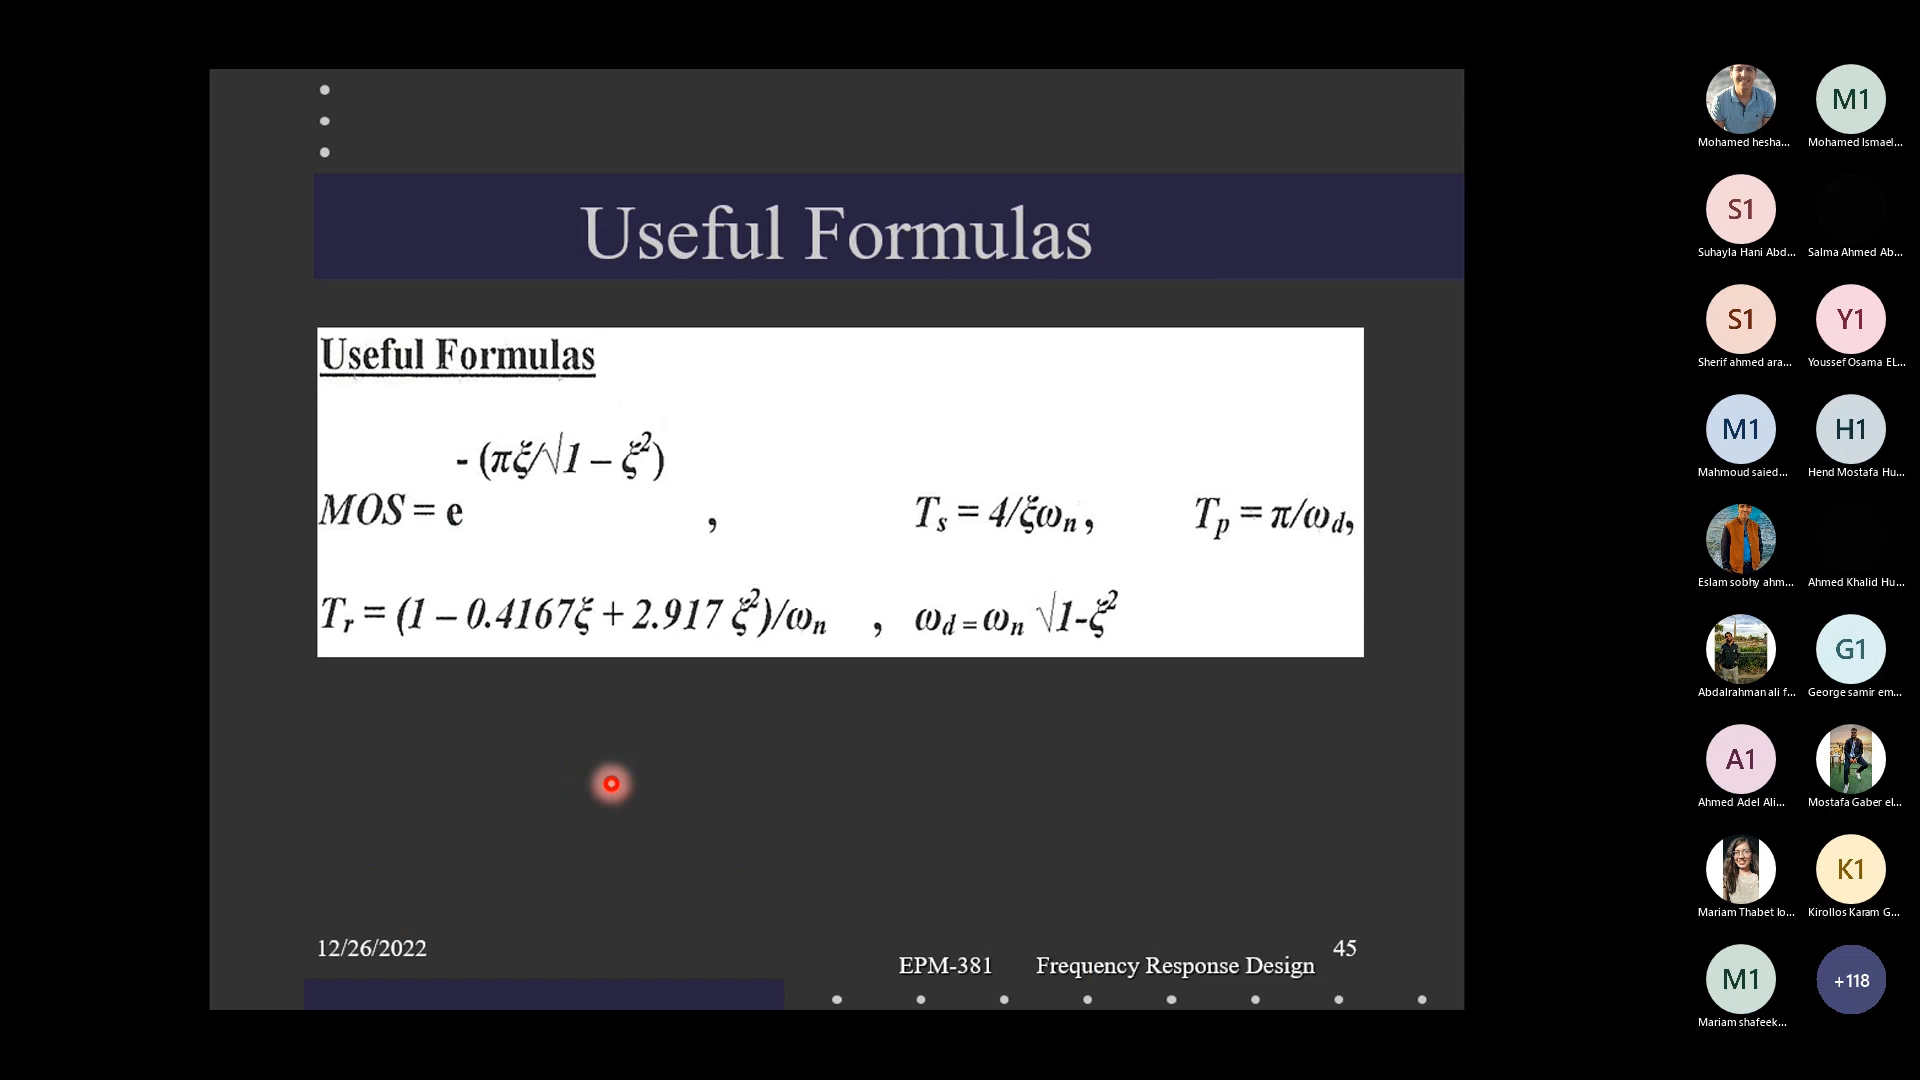 Useful Formulas
Useful Formulas
- (πξ/√1 – ξ²)
MOS = e , Tₛ = 4/ξωₙ , Tₚ = π/ω_d,
Tᵣ = (1 – 0.4167ξ + 2.917 ξ²)/ωₙ , ω_d = ωₙ √1-ξ²
12/26/2022
EPM-381 Frequency Response Design
45
M1
Mohamed hesha... Mohamed Ismael...
S1
Suhayla Hani Abd... Salma Ahmed Ab...
S1 Y1
Sherif ahmed ara... Youssef Osama EL...
M1 H1
Mahmoud saied... Hend Mostafa Hu...
Eslam sobhy ahm... Ahmed Khalid Hu...
G1
Abdalrahman ali f... George samir em...
A1
Ahmed Adel Ali... Mostafa Gaber el...
K1
Mariam Thabet lo... Kirollos Karam G...
M1 +118
Mariam shafeek...